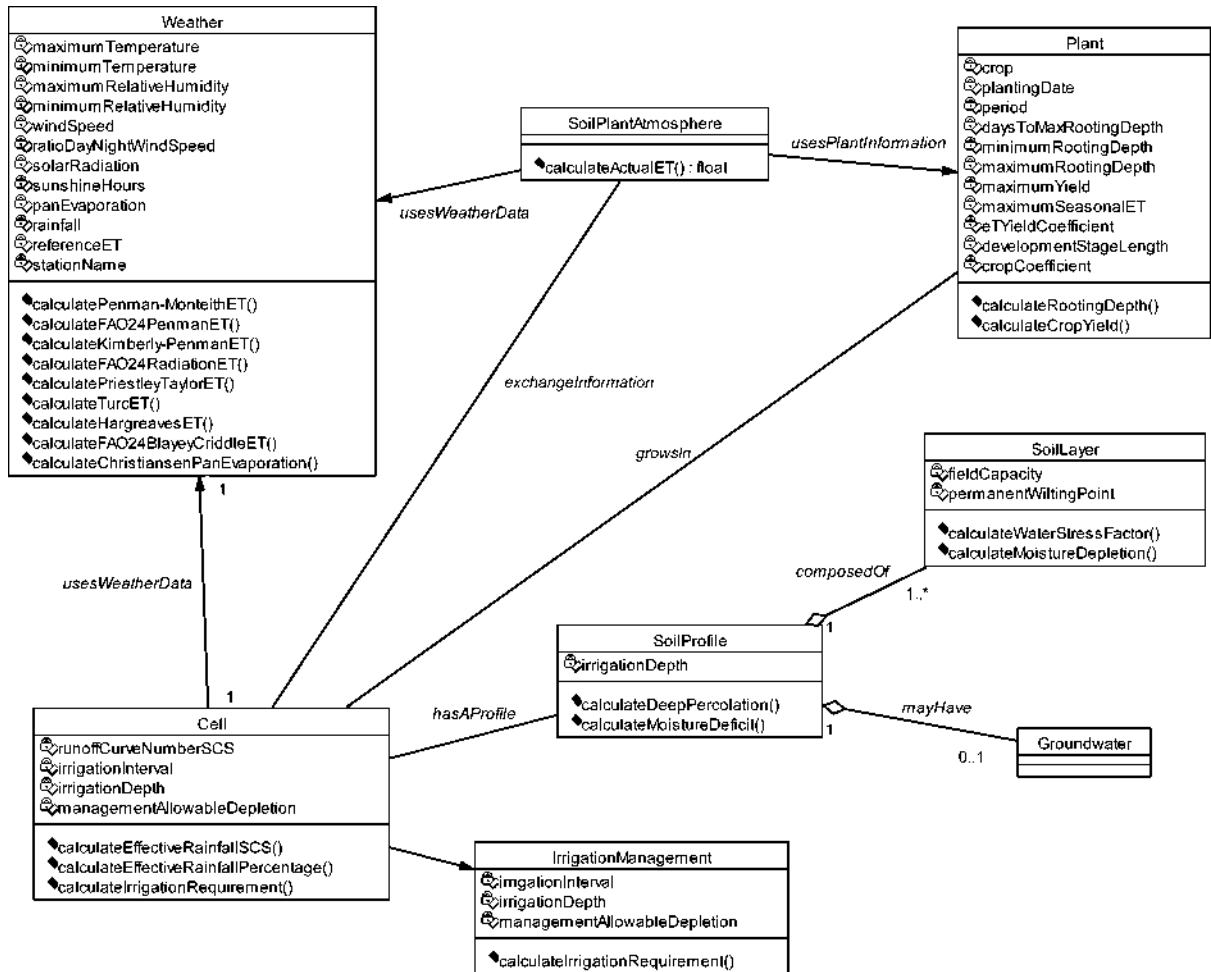 Weather
maximumTemperature
minimumTemperature
maximumRelativeHumidity
minimumRelativeHumidity
windSpeed
ratioDayNightWindSpeed
solarRadiation
sunshineHours
panEvaporation
rainfall
referenceET
stationName
calculatePenman-MonteithET()
calculateFAO24PenmanET()
calculateKimberly-PenmanET()
calculateFAO24RadiationET()
calculatePriestleyTaylorET()
calculateTurcET()
calculateHargreavesET()
calculateFAO24BlayeyCriddleET()
calculateChristiansenPanEvaporation()
SoilPlantAtmosphere
calculateActualET() : float
usesWeatherData
usesPlantInformation
Plant
crop
plantingDate
period
daysToMaxRootingDepth
minimumRootingDepth
maximumRootingDepth
maximumYield
maximumSeasonalET
eTYieldCoefficient
developmentStageLength
cropCoefficient
calculateRootingDepth()
calculateCropYield()
exchangeInformation
growsIn
1
usesWeatherData
1
SoilLayer
fieldCapacity
permanentWiltingPoint
calculateWaterStressFactor()
calculateMoistureDepletion()
composedOf
1..*
1
SoilProfile
irrigationDepth
calculateDeepPercolation()
calculateMoistureDeficit()
hasAProfile
mayHave
1
0..1
Groundwater
Cell
runoffCurveNumberSCS
irrigationInterval
irrigationDepth
managementAllowableDepletion
calculateEffectiveRainfallSCS()
calculateEffectiveRainfallPercentage()
calculateIrrigationRequirement()
IrrigationManagement
irrigationInterval
irrigationDepth
managementAllowableDepletion
calculateIrrigationRequirement()